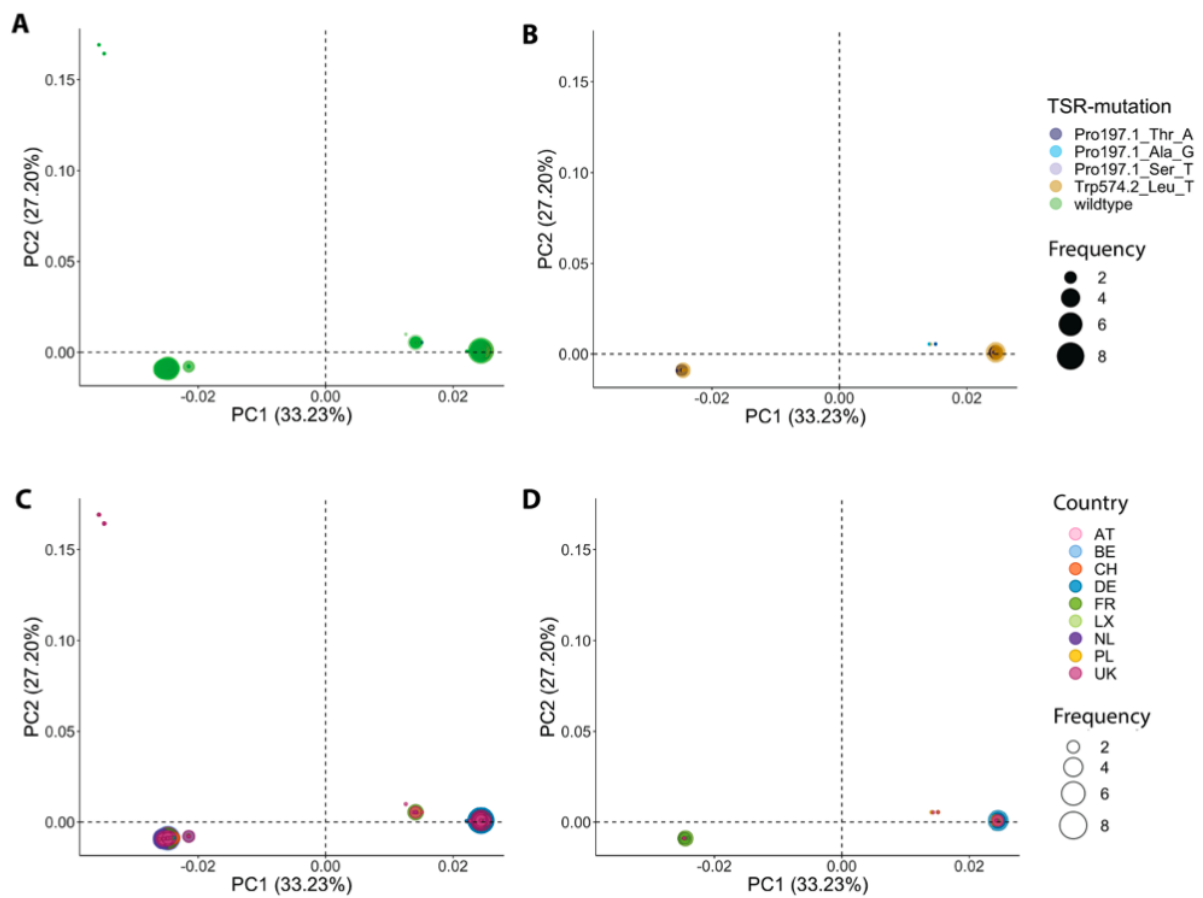 A
PC2 (27.20%)
0.15
0.10
0.05
0.00
-0.02
0.00
0.02
PC1 (33.23%)
B
PC2 (27.20%)
0.15
0.10
0.05
0.00
-0.02
0.00
0.02
PC1 (33.23%)
TSR-mutation
Pro197.1_Thr_A
Pro197.1_Ala_G
Pro197.1_Ser_T
Trp574.2_Leu_T
wildtype
Frequency
2
4
6
8
C
PC2 (27.20%)
0.15
0.10
0.05
0.00
-0.02
0.00
0.02
PC1 (33.23%)
D
PC2 (27.20%)
0.15
0.10
0.05
0.00
-0.02
0.00
0.02
PC1 (33.23%)
Country
AT
BE
CH
DE
FR
LX
NL
PL
UK
Frequency
2
4
6
8